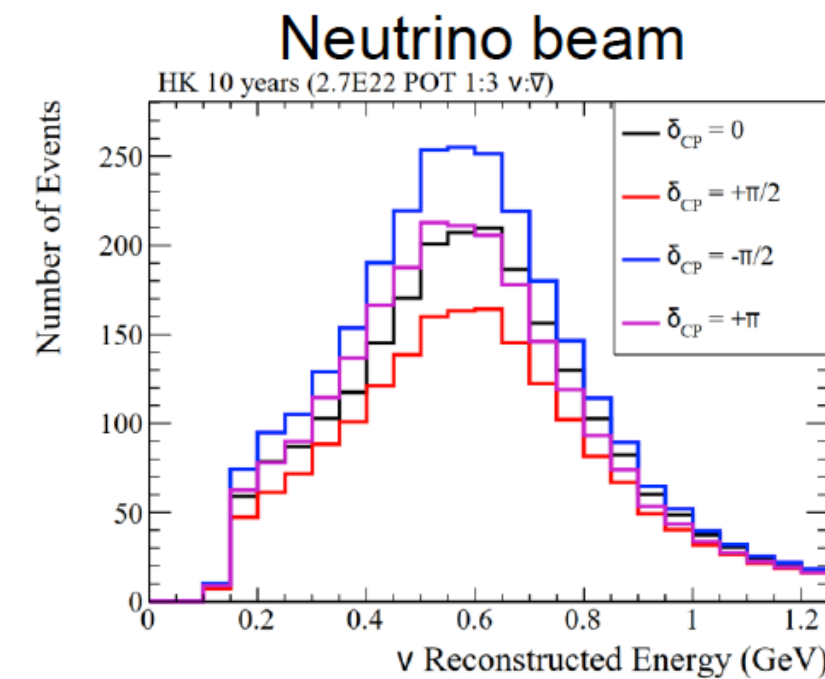 Neutrino beam
HK 10 years (2.7E22 POT 1:3 ν:ν̅)
Number of Events
250
200
150
100
50
0
0 0.2 0.4 0.6 0.8 1 1.2
ν Reconstructed Energy (GeV)
δCP = 0
δCP = +π/2
δCP = -π/2
δCP = +π